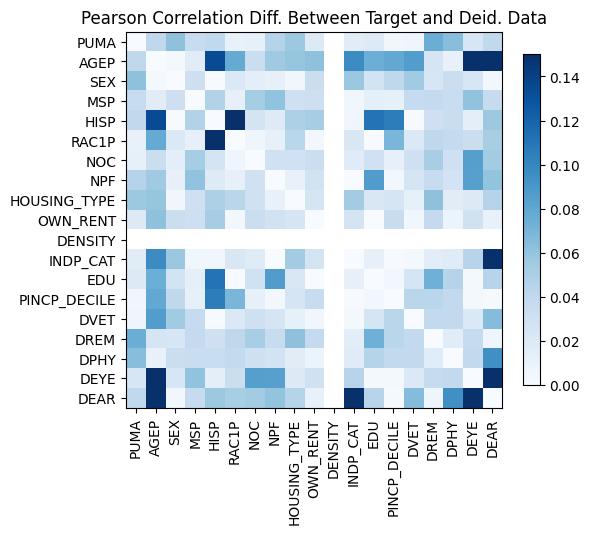 Pearson Correlation Diff. Between Target and Deid. Data
PUMA
AGEP
SEX
MSP
HISP
RAC1P
NOC
NPF
HOUSING_TYPE
OWN_RENT
DENSITY
INDP_CAT
EDU
PINCP_DECILE
DVET
DREM
DPHY
DEYE
DEAR
PUMA
AGEP
SEX
MSP
HISP
RAC1P
NOC
NPF
HOUSING_TYPE
OWN_RENT
DENSITY
INDP_CAT
EDU
PINCP_DECILE
DVET
DREM
DPHY
DEYE
DEAR
0.14
0.12
0.10
0.08
0.06
0.04
0.02
0.00